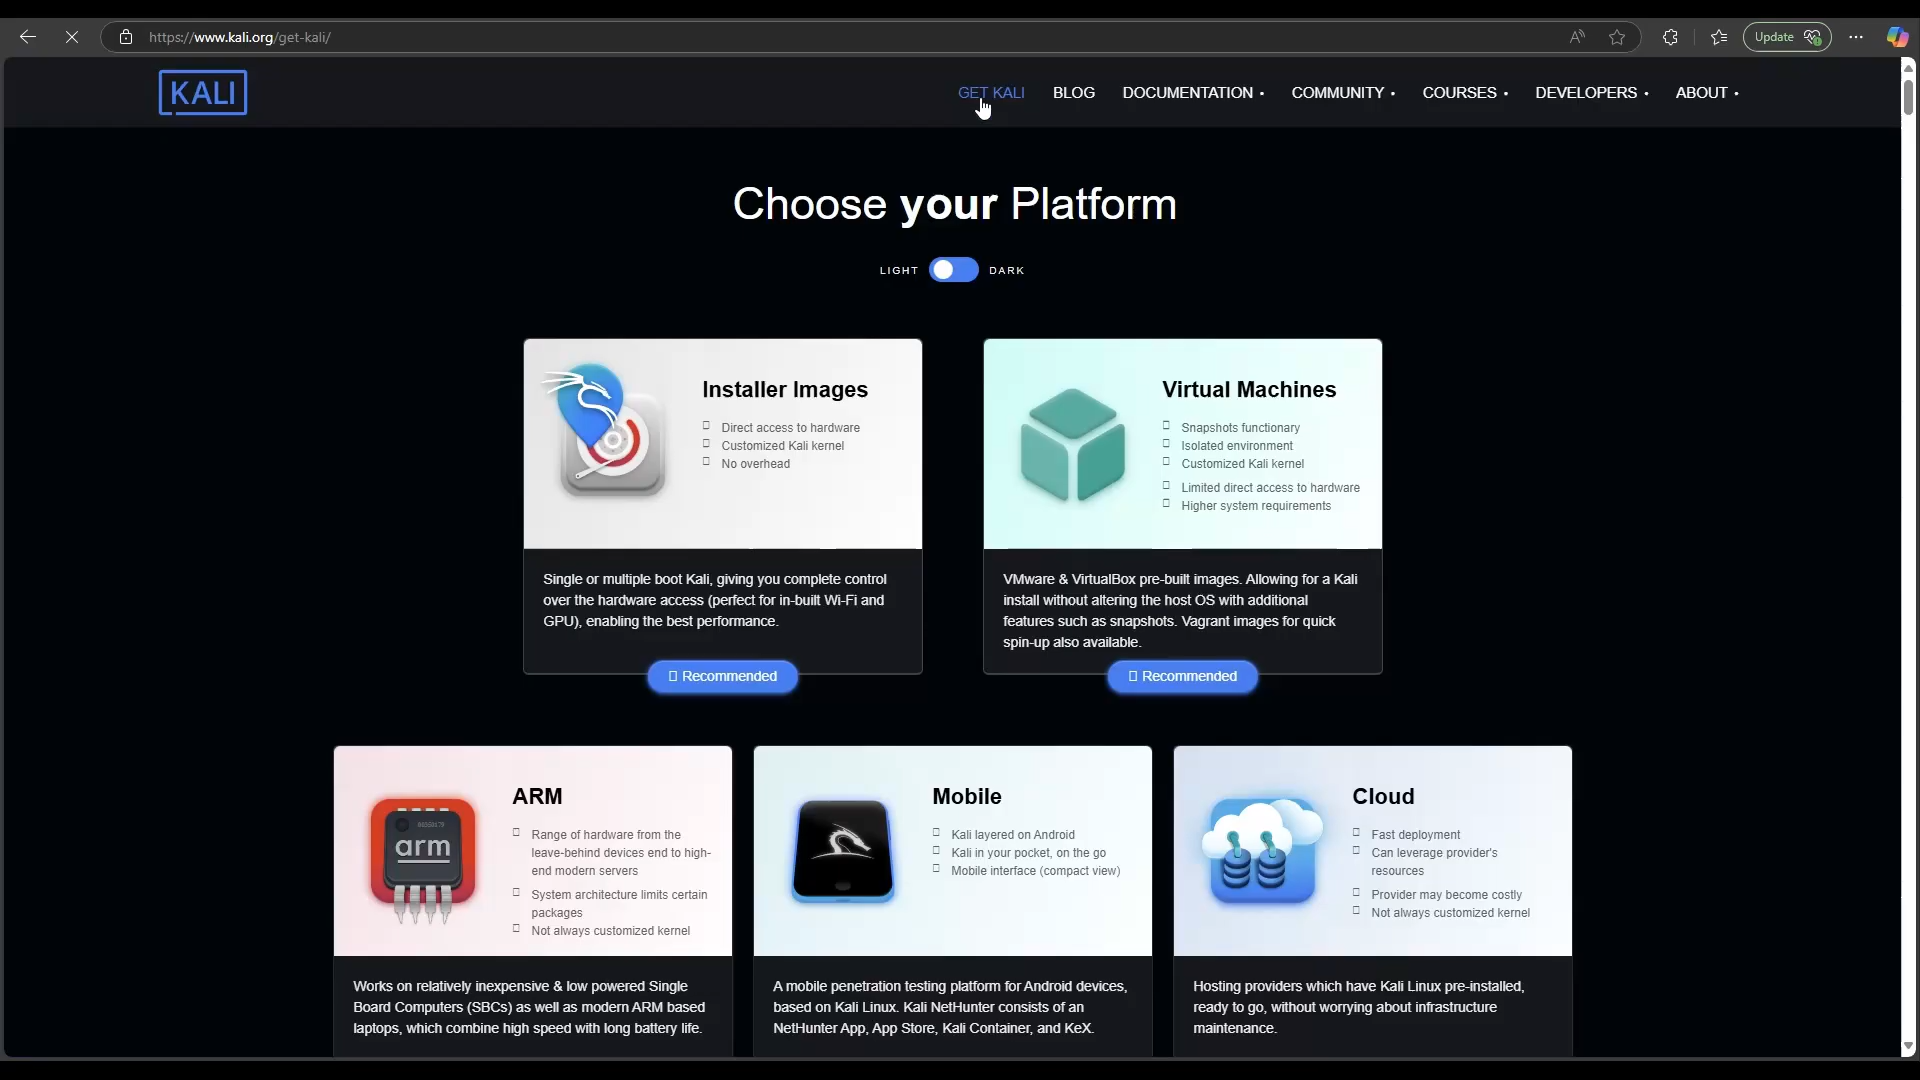 https://www.kali.org/get-kali/
Update
KALI
GET KALI
BLOG
DOCUMENTATION
COMMUNITY
COURSES
DEVELOPERS
ABOUT
Choose your Platform
LIGHT
DARK
Installer Images
Direct access to hardware
Customized Kali kernel
No overhead
Single or multiple boot Kali, giving you complete control
over the hardware access (perfect for in-built Wi-Fi and
GPU), enabling the best performance.
Recommended
Virtual Machines
Snapshots functionary
Isolated environment
Customized Kali kernel
Limited direct access to hardware
Higher system requirements
VMware & VirtualBox pre-built images. Allowing for a Kali
install without altering the host OS with additional
features such as snapshots. Vagrant images for quick
spin-up also available.
Recommended
arm
ARM
Range of hardware from the
leave-behind devices end to high-
end modern servers
System architecture limits certain
packages
Not always customized kernel
Works on relatively inexpensive & low powered Single
Board Computers (SBCs) as well as modern ARM based
laptops, which combine high speed with long battery life.
Mobile
Kali layered on Android
Kali in your pocket, on the go
Mobile interface (compact view)
A mobile penetration testing platform for Android devices,
based on Kali Linux. Kali NetHunter consists of an
NetHunter App, App Store, Kali Container, and KeX.
Cloud
Fast deployment
Can leverage provider's
resources
Provider may become costly
Not always customized kernel
Hosting providers which have Kali Linux pre-installed,
ready to go, without worrying about infrastructure
maintenance.